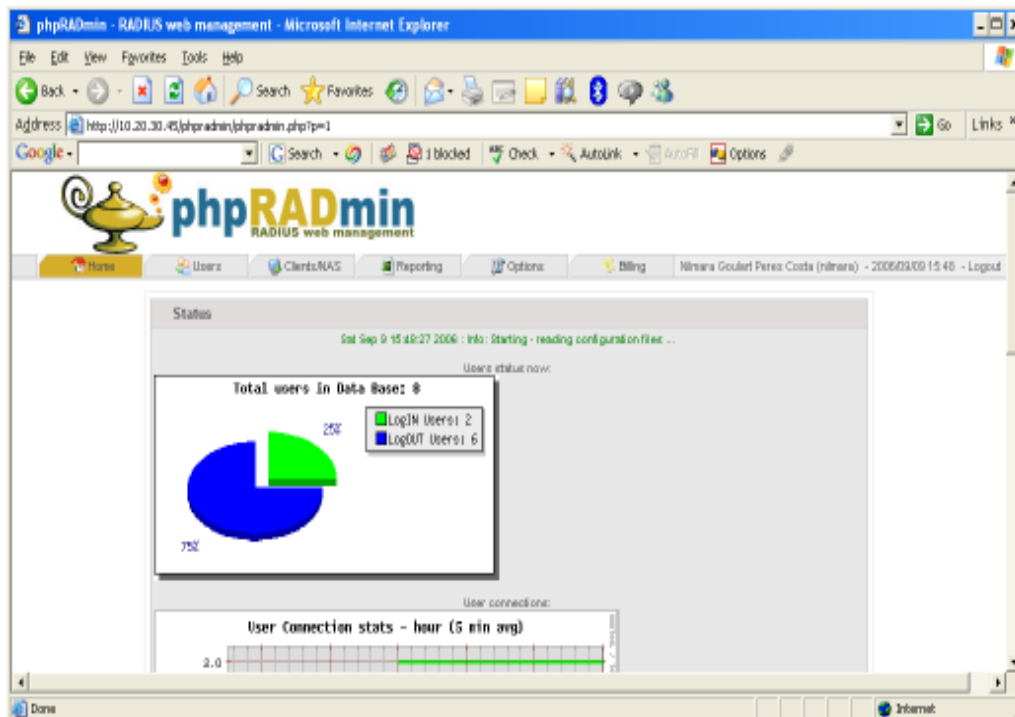 phpRADmin - RADIUS web management - Microsoft Internet Explorer
File Edit View Favorites Tools Help
Back Search Favorites
Address http://10.20.30.45/phpradmin/phpradmin.php?p=1 Go Links
Google Search 1 blocked Check AutoLink AutoFill Options
phpRADmin
RADIUS web management
Home Users Clients/NAS Reporting Options Billing Nilmara Goulart Perez Costa (nilmara) - 2006/09/09 15:48 - Logout
Status
Sat Sep 9 15:48:27 2006 : Info: Starting - reading configuration files ...
Users status now:
Total users in Data Base: 8
LogIN Users: 2
LogOUT Users: 6
25%
75%
User connections:
User Connection stats - hour (5 min avg)
2.0
Done Internet